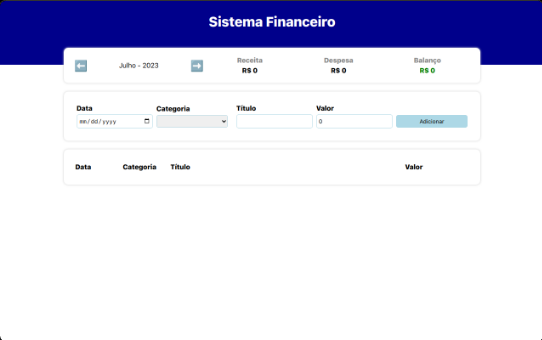 Sistema Financeiro
⬅️ Julho - 2023 ➡️ Receita Despesa Balanço
R$ 0 R$ 0 R$ 0
Data Categoria Título Valor
mm/dd/yyyy 0 Adicionar
Data Categoria Título Valor